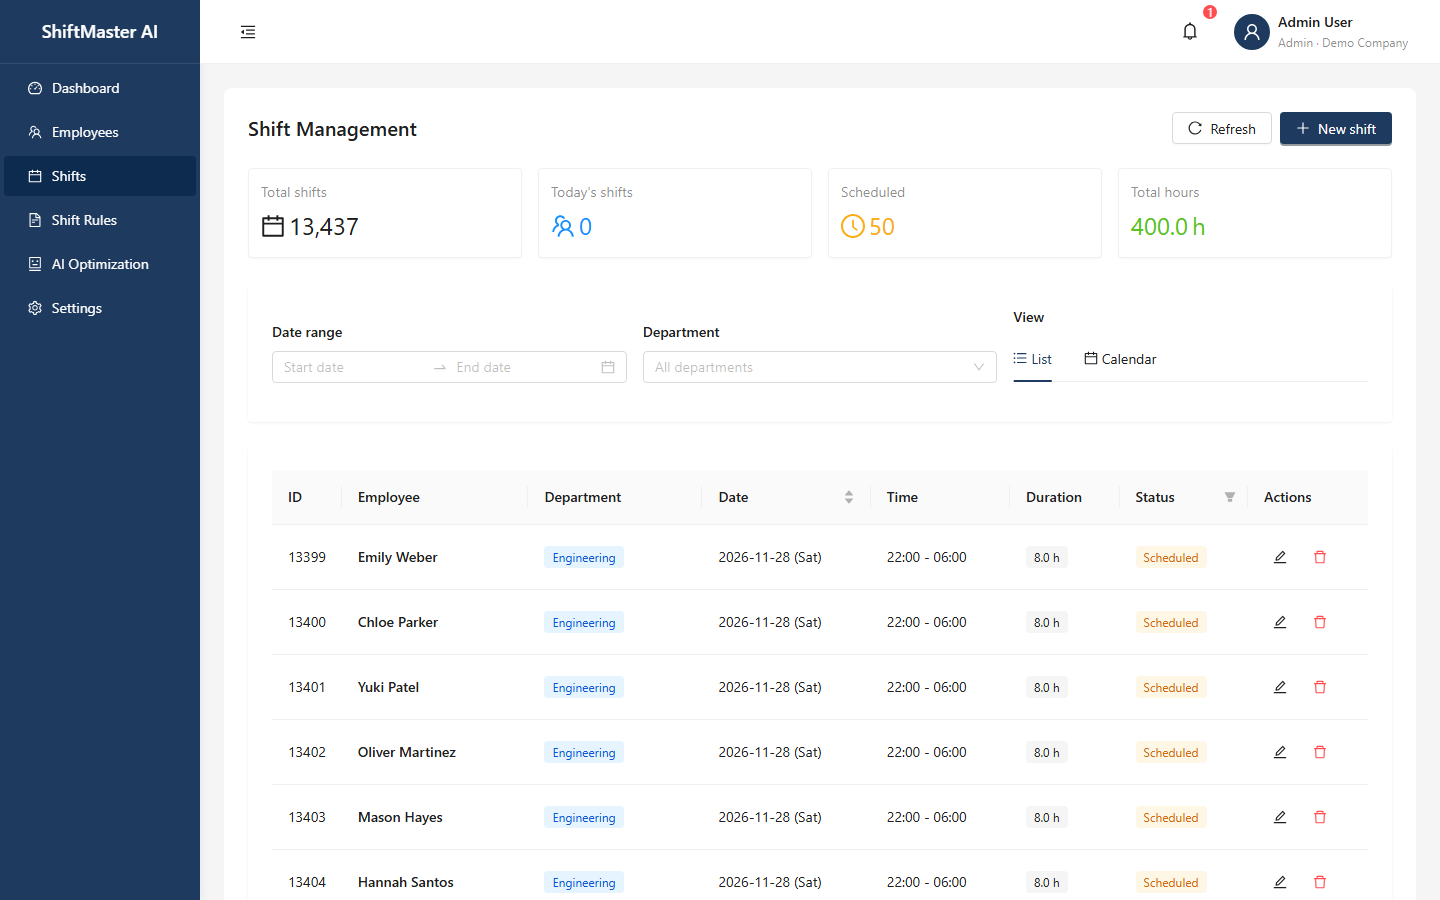 ShiftMaster AI
1
Admin User
Admin · Demo Company
Dashboard
Employees
Shifts
Shift Rules
AI Optimization
Settings
Shift Management
Refresh
New shift
Total shifts
13,437
Today's shifts
0
Scheduled
50
Total hours
400.0 h
Date range
Start date
End date
Department
All departments
View
List
Calendar
ID Employee Department Date Time Duration Status Actions
13399 Emily Weber Engineering 2026-11-28 (Sat) 22:00 - 06:00 8.0 h Scheduled
13400 Chloe Parker Engineering 2026-11-28 (Sat) 22:00 - 06:00 8.0 h Scheduled
13401 Yuki Patel Engineering 2026-11-28 (Sat) 22:00 - 06:00 8.0 h Scheduled
13402 Oliver Martinez Engineering 2026-11-28 (Sat) 22:00 - 06:00 8.0 h Scheduled
13403 Mason Hayes Engineering 2026-11-28 (Sat) 22:00 - 06:00 8.0 h Scheduled
13404 Hannah Santos Engineering 2026-11-28 (Sat) 22:00 - 06:00 8.0 h Scheduled